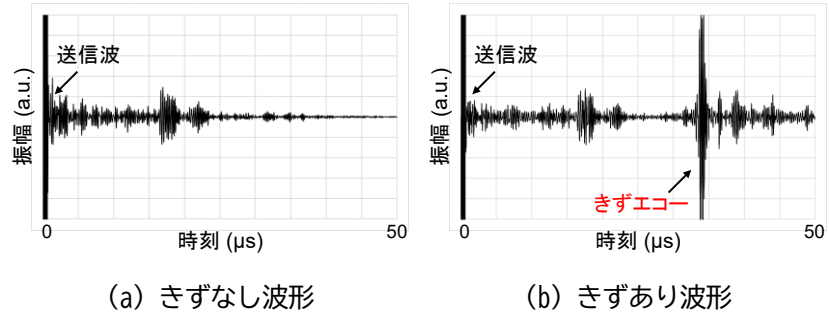 送信波
振幅 (a.u.)
0
時刻 (µs)
50
(a) きずなし波形
送信波
振幅 (a.u.)
きずエコー
0
時刻 (µs)
50
(b) きずあり波形